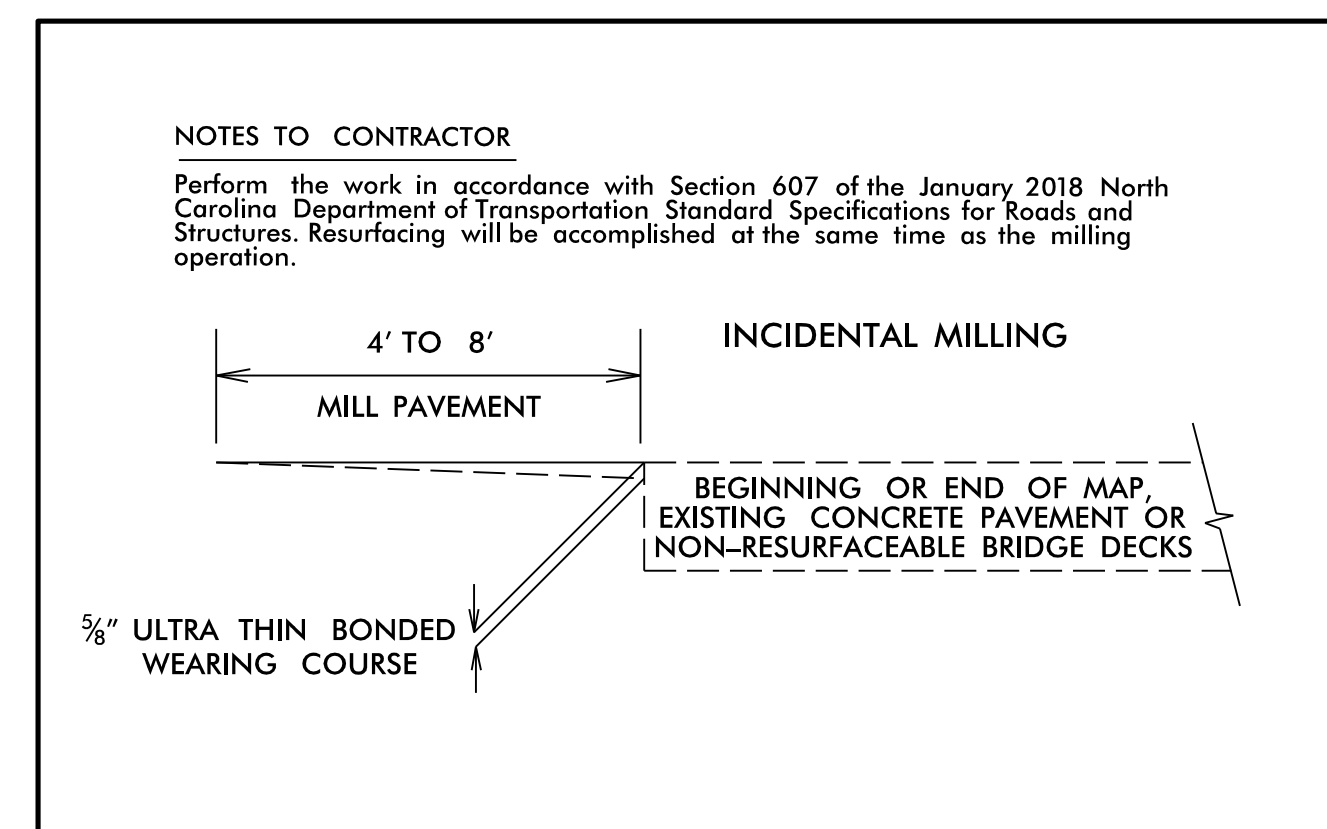 NOTES TO CONTRACTOR
Perform the work in accordance with Section 607 of the January 2018 North
Carolina Department of Transportation Standard Specifications for Roads and
Structures. Resurfacing will be accomplished at the same time as the milling
operation.
4' TO 8'
INCIDENTAL MILLING
MILL PAVEMENT
BEGINNING OR END OF MAP,
EXISTING CONCRETE PAVEMENT OR
NON–RESURFACEABLE BRIDGE DECKS
⅝" ULTRA THIN BONDED
WEARING COURSE